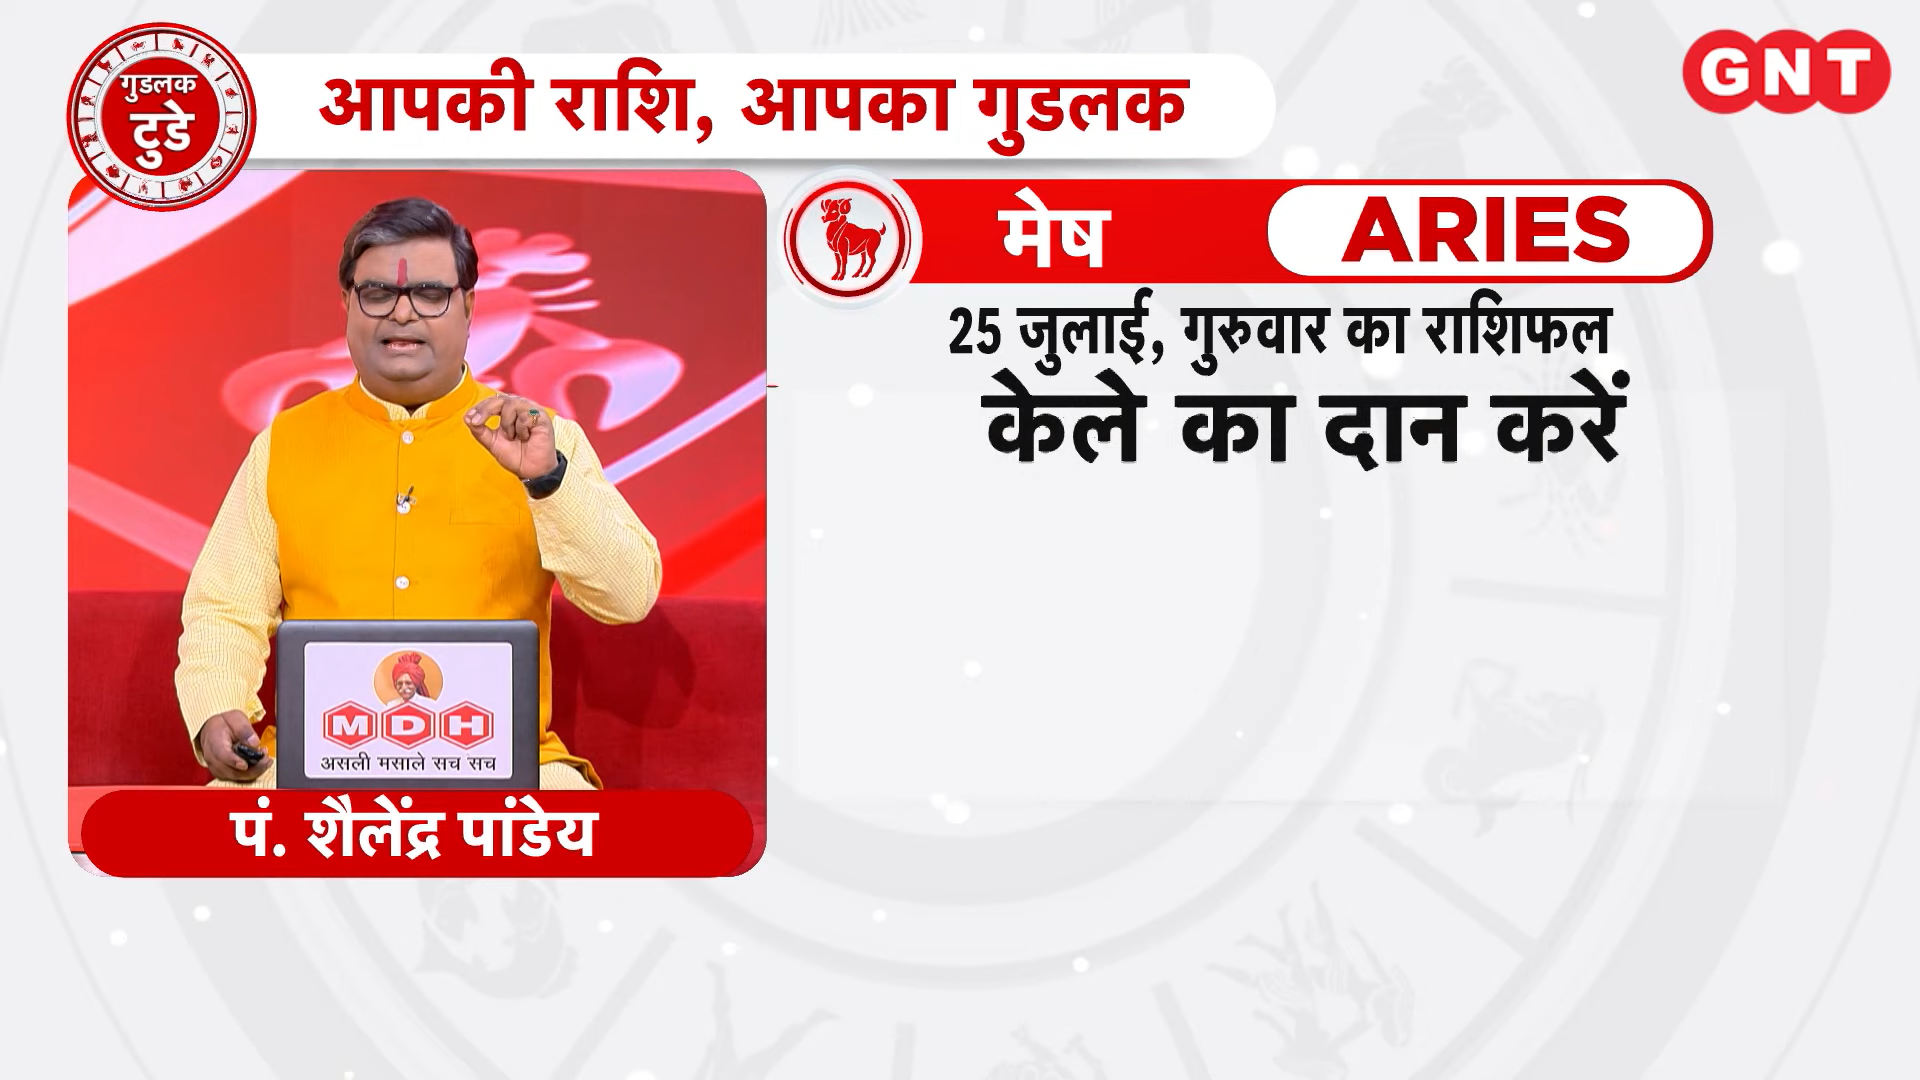 गुडलक
टुडे
आपकी राशि, आपका गुडलक
GNT
मेष
ARIES
25 जुलाई, गुरुवार का राशिफल
केले का दान करें
MDH
असली मसाले सच सच
पं. शैलेंद्र पांडेय